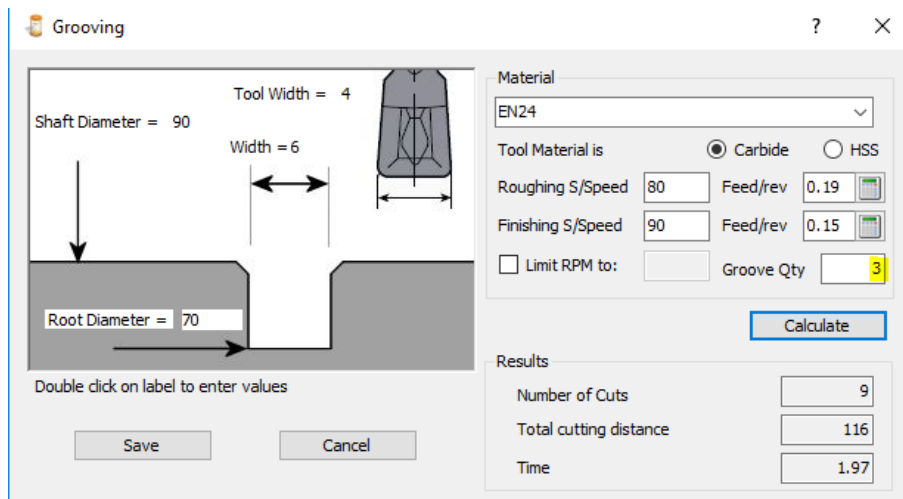 Grooving
?
Tool Width = 4
Shaft Diameter = 90
Width =6
Root Diameter = 70
Double click on label to enter values
Save
Cancel
Material
EN24
Tool Material is
Carbide
HSS
Roughing S/Speed 80 Feed/rev 0.19
Finishing S/Speed 90 Feed/rev 0.15
Limit RPM to:
Groove Qty 3
Calculate
Results
Number of Cuts 9
Total cutting distance 116
Time 1.97